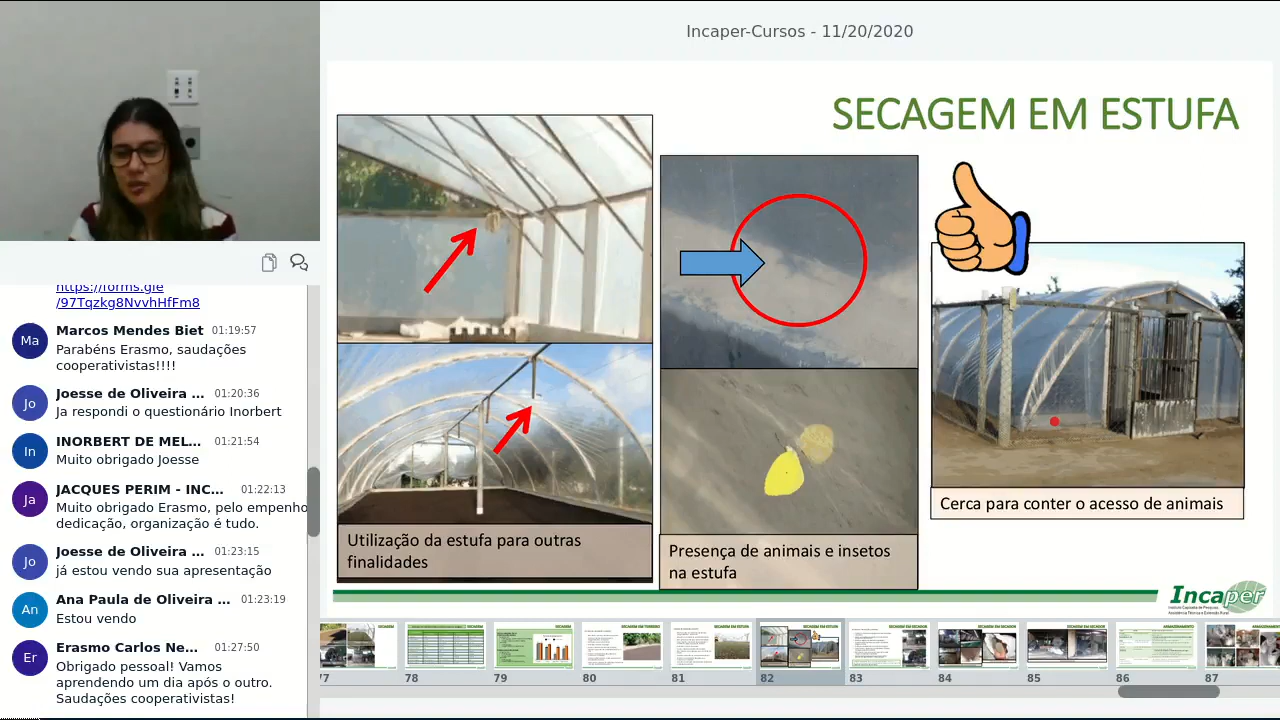 Incaper-Cursos - 11/20/2020
https://forms.gle
/97Tqzkg8NvvhHfFm8
Ma
Marcos Mendes Biet 01:19:57
Parabéns Erasmo, saudações
cooperativistas!!!!
Jo
Joesse de Oliveira ... 01:20:36
Ja respondi o questionário Inorbert
In
INORBERT DE MEL... 01:21:54
Muito obrigado Joesse
Ja
JACQUES PERIM - INC... 01:22:13
Muito obrigado Erasmo, pelo empenho
dedicação, organização é tudo.
Jo
Joesse de Oliveira ... 01:23:15
já estou vendo sua apresentação
An
Ana Paula de Oliveira ... 01:23:19
Estou vendo
Er
Erasmo Carlos Ne... 01:27:50
Obrigado pessoal! Vamos
aprendendo um dia após o outro.
Saudações cooperativistas!
SECAGEM EM ESTUFA
Utilização da estufa para outras
finalidades
Presença de animais e insetos
na estufa
Cerca para conter o acesso de animais
Incaper
77 78 79 80 81 82 83 84 85 86 87